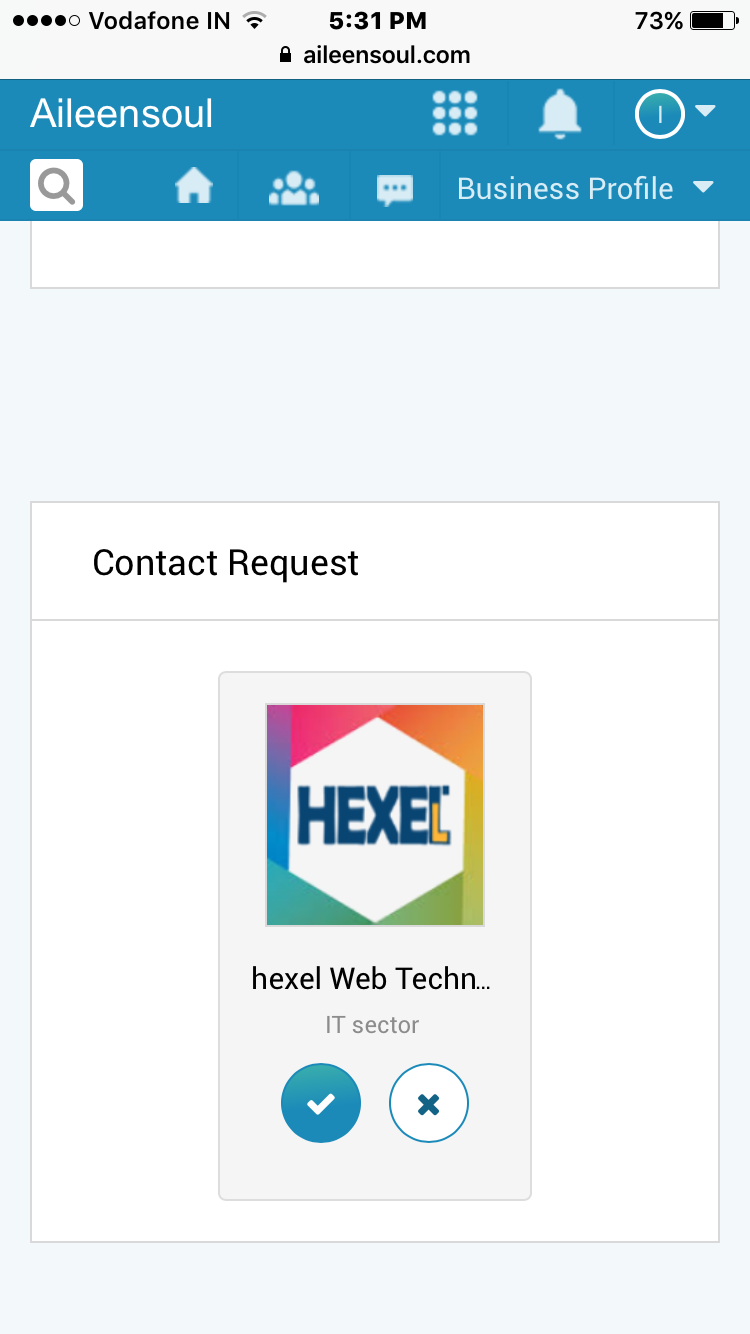 Vodafone IN 5:31 PM 73%
aileensoul.com
Aileensoul
I
Business Profile
Contact Request
HEXEL
hexel Web Techn...
IT sector